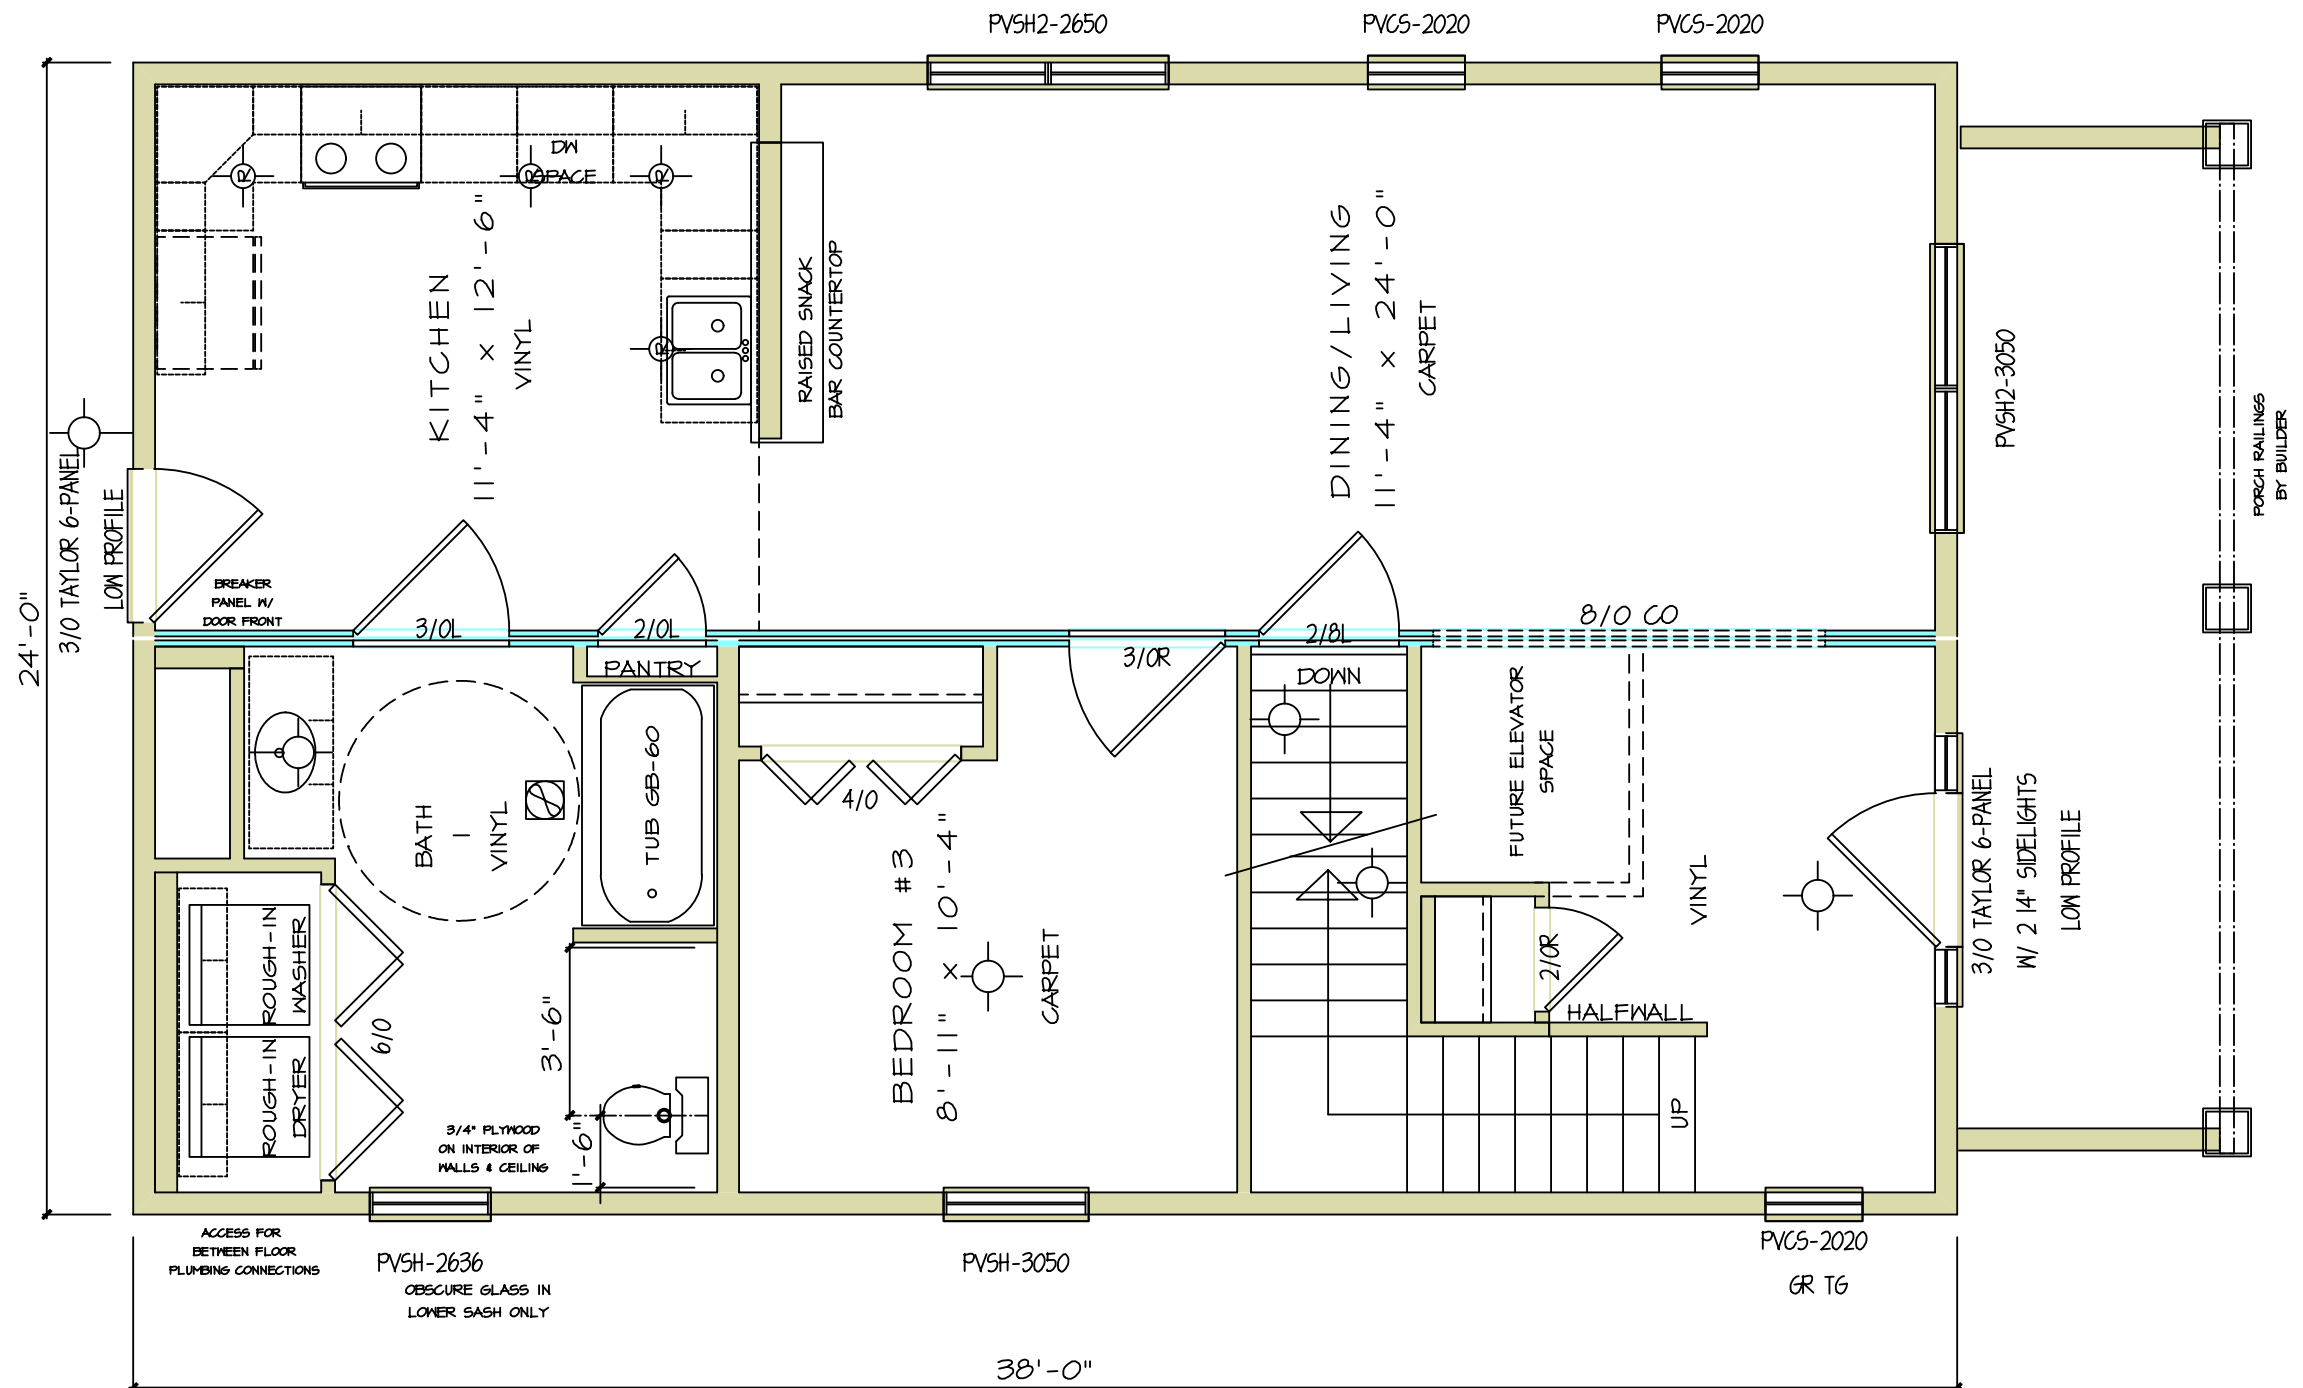 PVSH2-2650
PVCS-2020
PVCS-2020
DW
SPACE
R
R
R
R
KITCHEN
11'-4" x 12'-6"
VINYL
RAISED SNACK
BAR COUNTERTOP
DINING/LIVING
11'-4" x 24'-0"
CARPET
PVSH2-3050
PORCH RAILINGS
BY BUILDER
24'-0"
3/0 TAYLOR 6-PANEL
LOW PROFILE
BREAKER
PANEL W/
DOOR FRONT
3/0L
2/0L
PANTRY
3/0R
2/8L
8/0 CO
DOWN
FUTURE ELEVATOR
SPACE
BATH
1
VINYL
TUB GB-60
4/0
BEDROOM #3
8'-11" x 10'-4"
CARPET
VINYL
3/0 TAYLOR 6-PANEL
W/ 2 14" SIDELIGHTS
LOW PROFILE
ROUGH-IN
WASHER
ROUGH-IN
DRYER
6/0
3'-6"
1'-6"
3/4" PLYWOOD
ON INTERIOR OF
WALLS & CEILING
2/0R
HALFWALL
UP
ACCESS FOR
BETWEEN FLOOR
PLUMBING CONNECTIONS
PVSH-2636
OBSCURE GLASS IN
LOWER SASH ONLY
PVSH-3050
PVCS-2020
GR TG
38'-0"